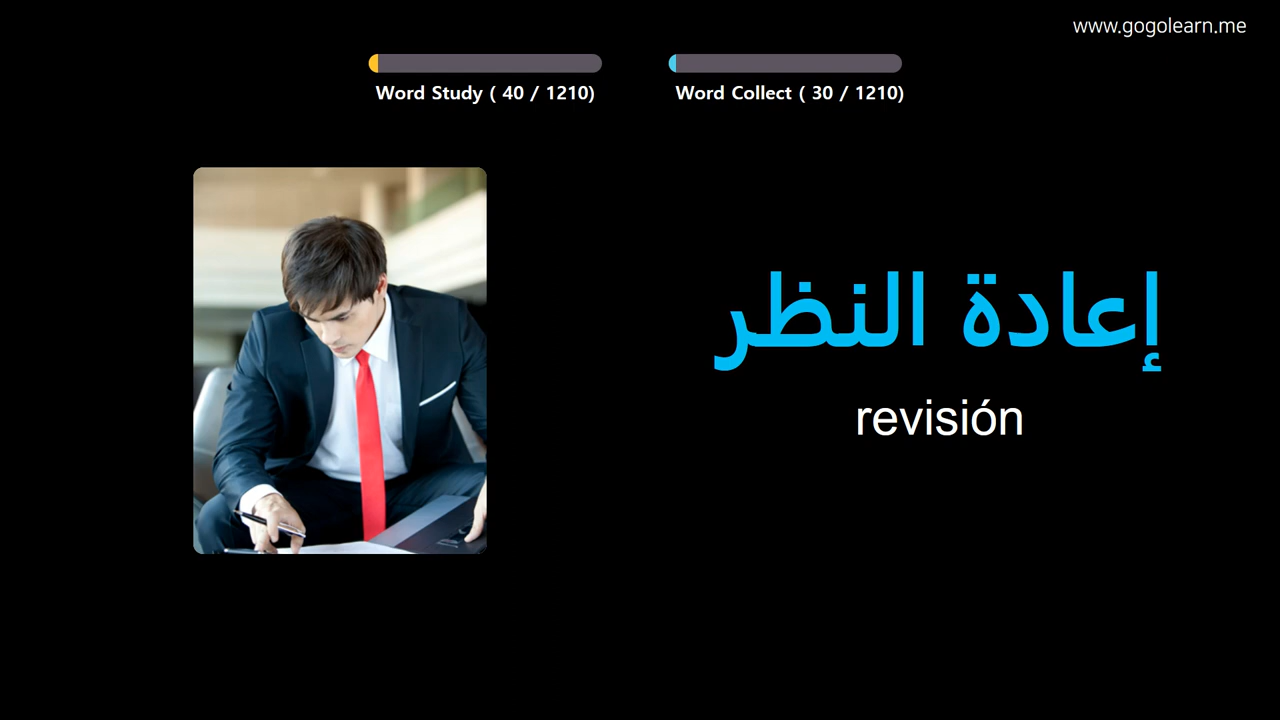 www.gogolearn.me
Word Study ( 40 / 1210)
Word Collect ( 30 / 1210)
إعادة النظر
revisión